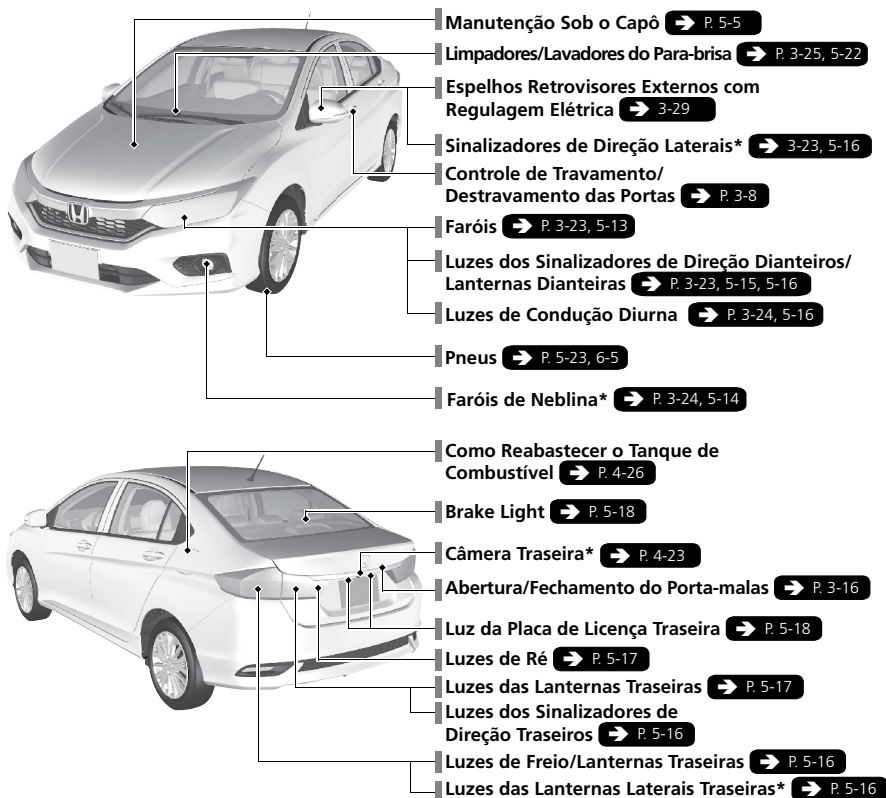 Manutenção Sob o Capô P. 5-5
Limpadores/Lavadores do Para-brisa P. 3-25, 5-22
Espelhos Retrovisores Externos com
Regulagem Elétrica 3-29
Sinalizadores de Direção Laterais* 3-23, 5-16
Controle de Travamento/
Destravamento das Portas P. 3-8
Faróis P. 3-23, 5-13
Luzes dos Sinalizadores de Direção Dianteiros/
Lanternas Dianteiras P. 3-23, 5-15, 5-16
Luzes de Condução Diurna P. 3-24, 5-16
Pneus P. 5-23, 6-5
Faróis de Neblina* P. 3-24, 5-14
Como Reabastecer o Tanque de
Combustível P. 4-26
Brake Light P. 5-18
Câmera Traseira* P. 4-23
Abertura/Fechamento do Porta-malas P. 3-16
Luz da Placa de Licença Traseira P. 5-18
Luzes de Ré P. 5-17
Luzes das Lanternas Traseiras P. 5-17
Luzes dos Sinalizadores de
Direção Traseiros P. 5-16
Luzes de Freio/Lanternas Traseiras P. 5-16
Luzes das Lanternas Laterais Traseiras* P. 5-16